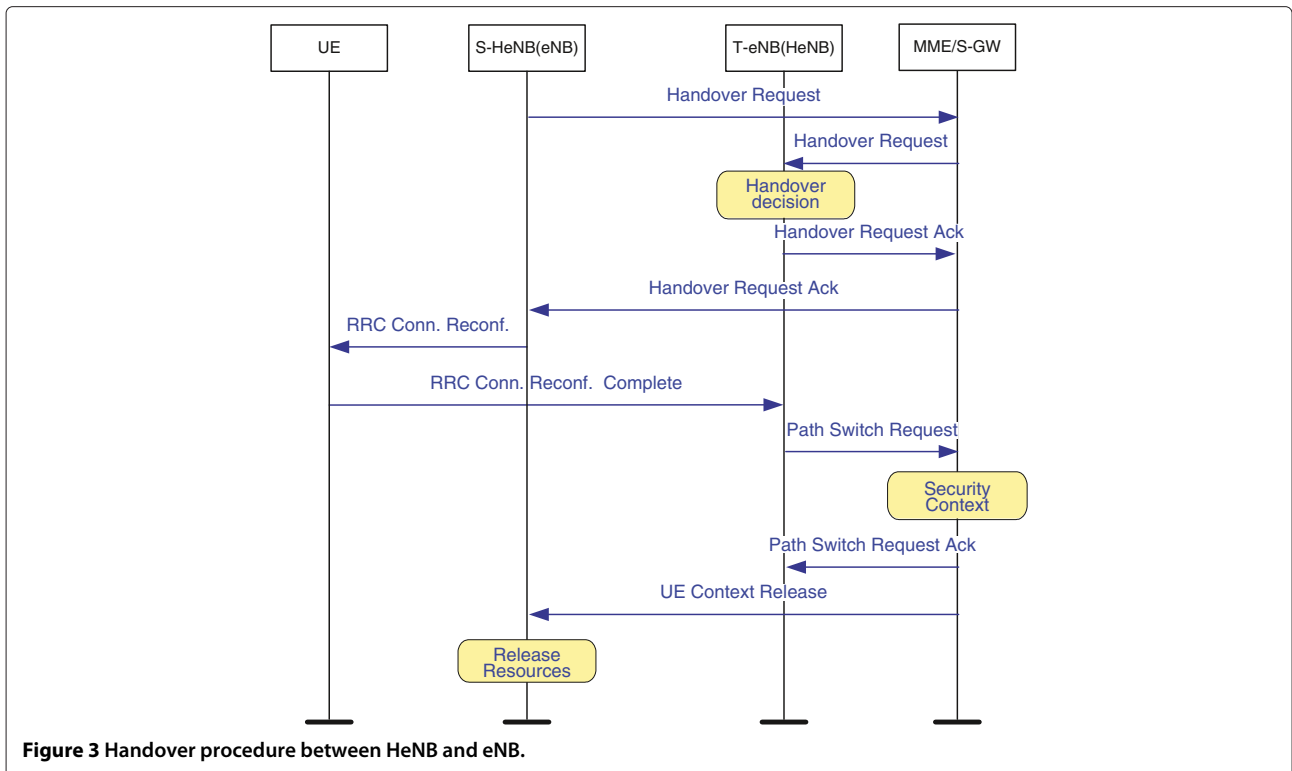 UE
S-HeNB(eNB)
T-eNB(HeNB)
MME/S-GW
Handover Request
Handover Request
Handover
decision
Handover Request Ack
Handover Request Ack
RRC Conn. Reconf.
RRC Conn. Reconf. Complete
Path Switch Request
Security
Context
Path Switch Request Ack
UE Context Release
Release
Resources
Figure 3 Handover procedure between HeNB and eNB.